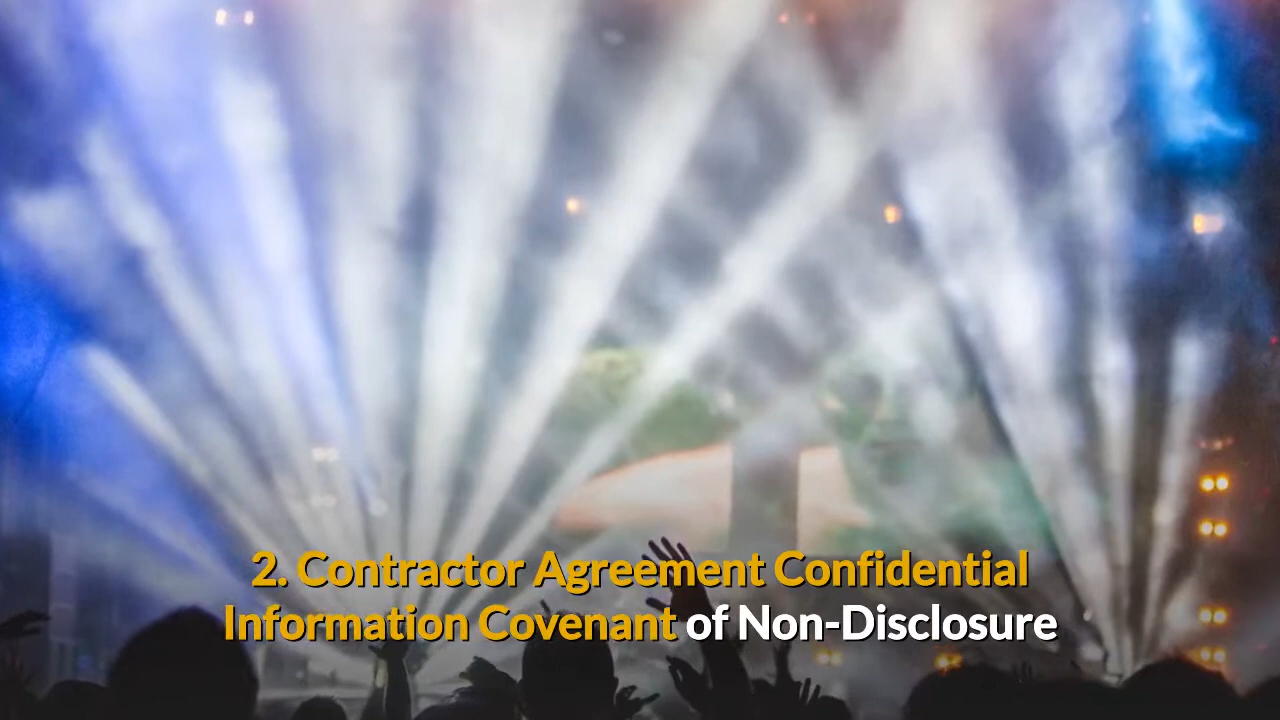 2. Contractor Agreement Confidential
Information Covenant of Non-Disclosure